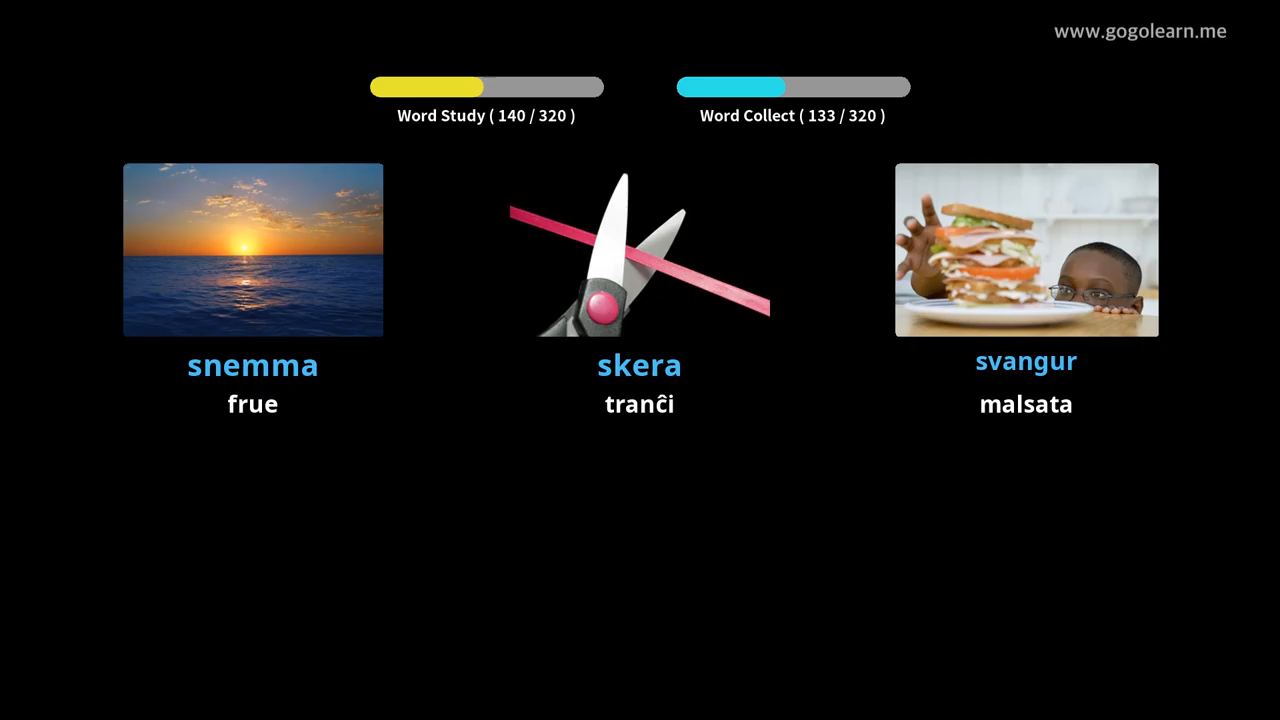 www.gogolearn.me
Word Study ( 140 / 320 )
Word Collect ( 133 / 320 )
snemma
skera
svangur
frue
tranĉi
malsata